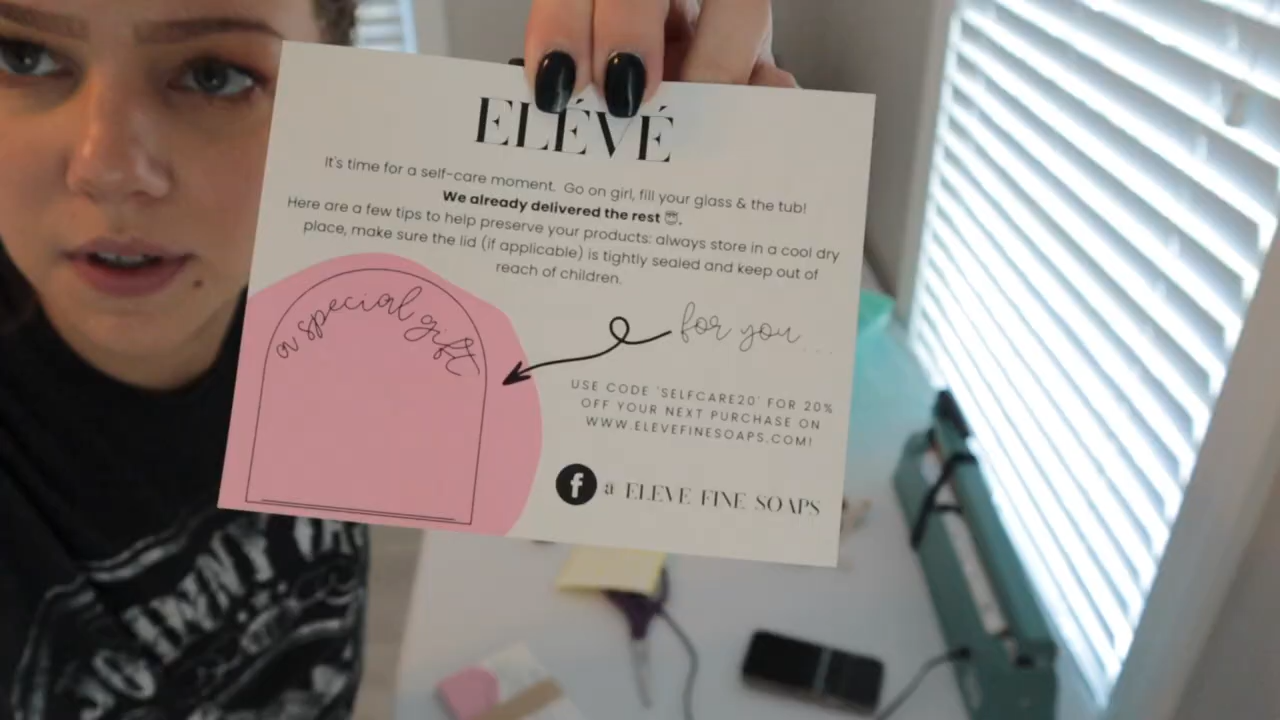 ELÉVÉ
It's time for a self-care moment. Go on girl, fill your glass & the tub!
We already delivered the rest 😇.
Here are a few tips to help preserve your products: always store in a cool dry
place, make sure the lid (if applicable) is tightly sealed and keep out of
reach of children.
a special gift
for you...
USE CODE 'SELFCARE20' FOR 20%
OFF YOUR NEXT PURCHASE ON
WWW.ELEVEFINESOAPS.COM!
f a ELEVE FINE SOAPS